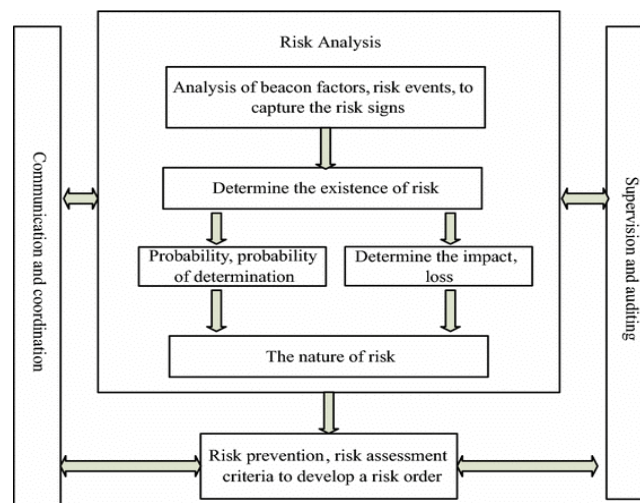 Risk Analysis
Analysis of beacon factors, risk events, to
capture the risk signs
Determine the existence of risk
Probability, probability
of determination
Determine the impact,
loss
The nature of risk
Risk prevention, risk assessment
criteria to develop a risk order
Communication and coordination
Supervision and auditing